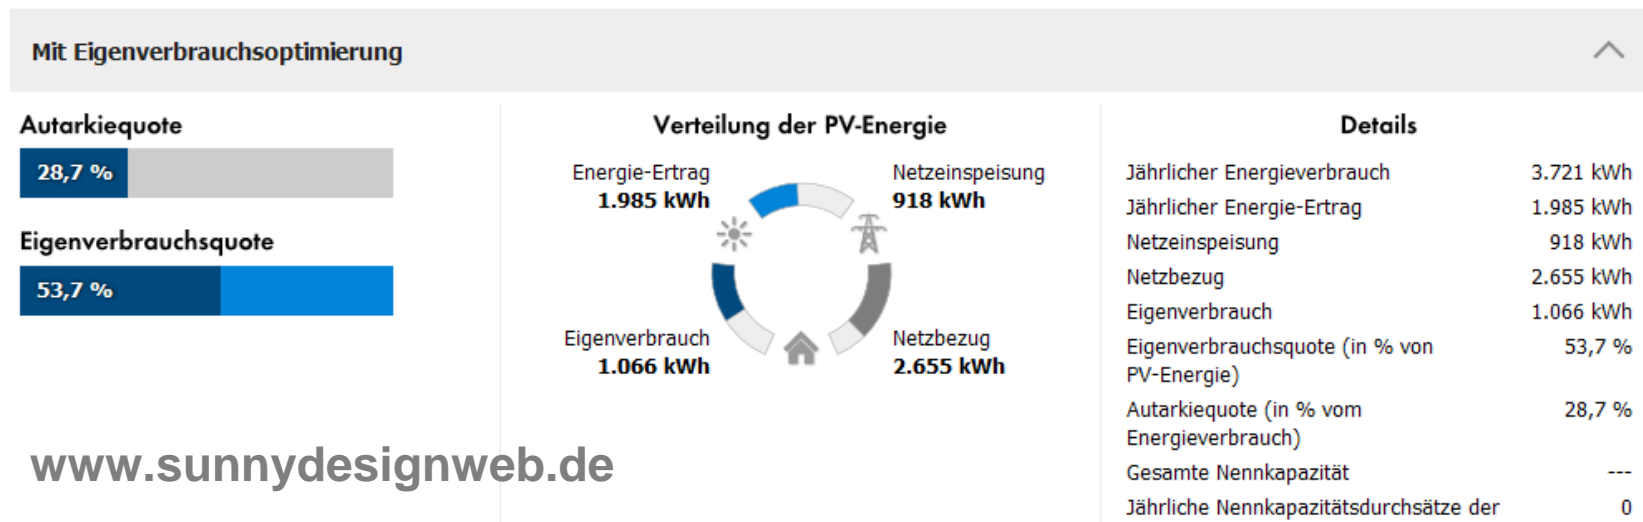 Mit Eigenverbrauchsoptimierung
Autarkiequote
28,7 %
Eigenverbrauchsquote
53,7 %
www.sunnydesignweb.de
Verteilung der PV-Energie
Energie-Ertrag
1.985 kWh
Netzeinspeisung
918 kWh
Eigenverbrauch
1.066 kWh
Netzbezug
2.655 kWh
Details
Jährlicher Energieverbrauch 3.721 kWh
Jährlicher Energie-Ertrag 1.985 kWh
Netzeinspeisung 918 kWh
Netzbezug 2.655 kWh
Eigenverbrauch 1.066 kWh
Eigenverbrauchsquote (in % von 53,7 %
PV-Energie)
Autarkiequote (in % vom 28,7 %
Energieverbrauch)
Gesamte Nennkapazität ---
Jährliche Nennkapazitätsdurchsätze der 0